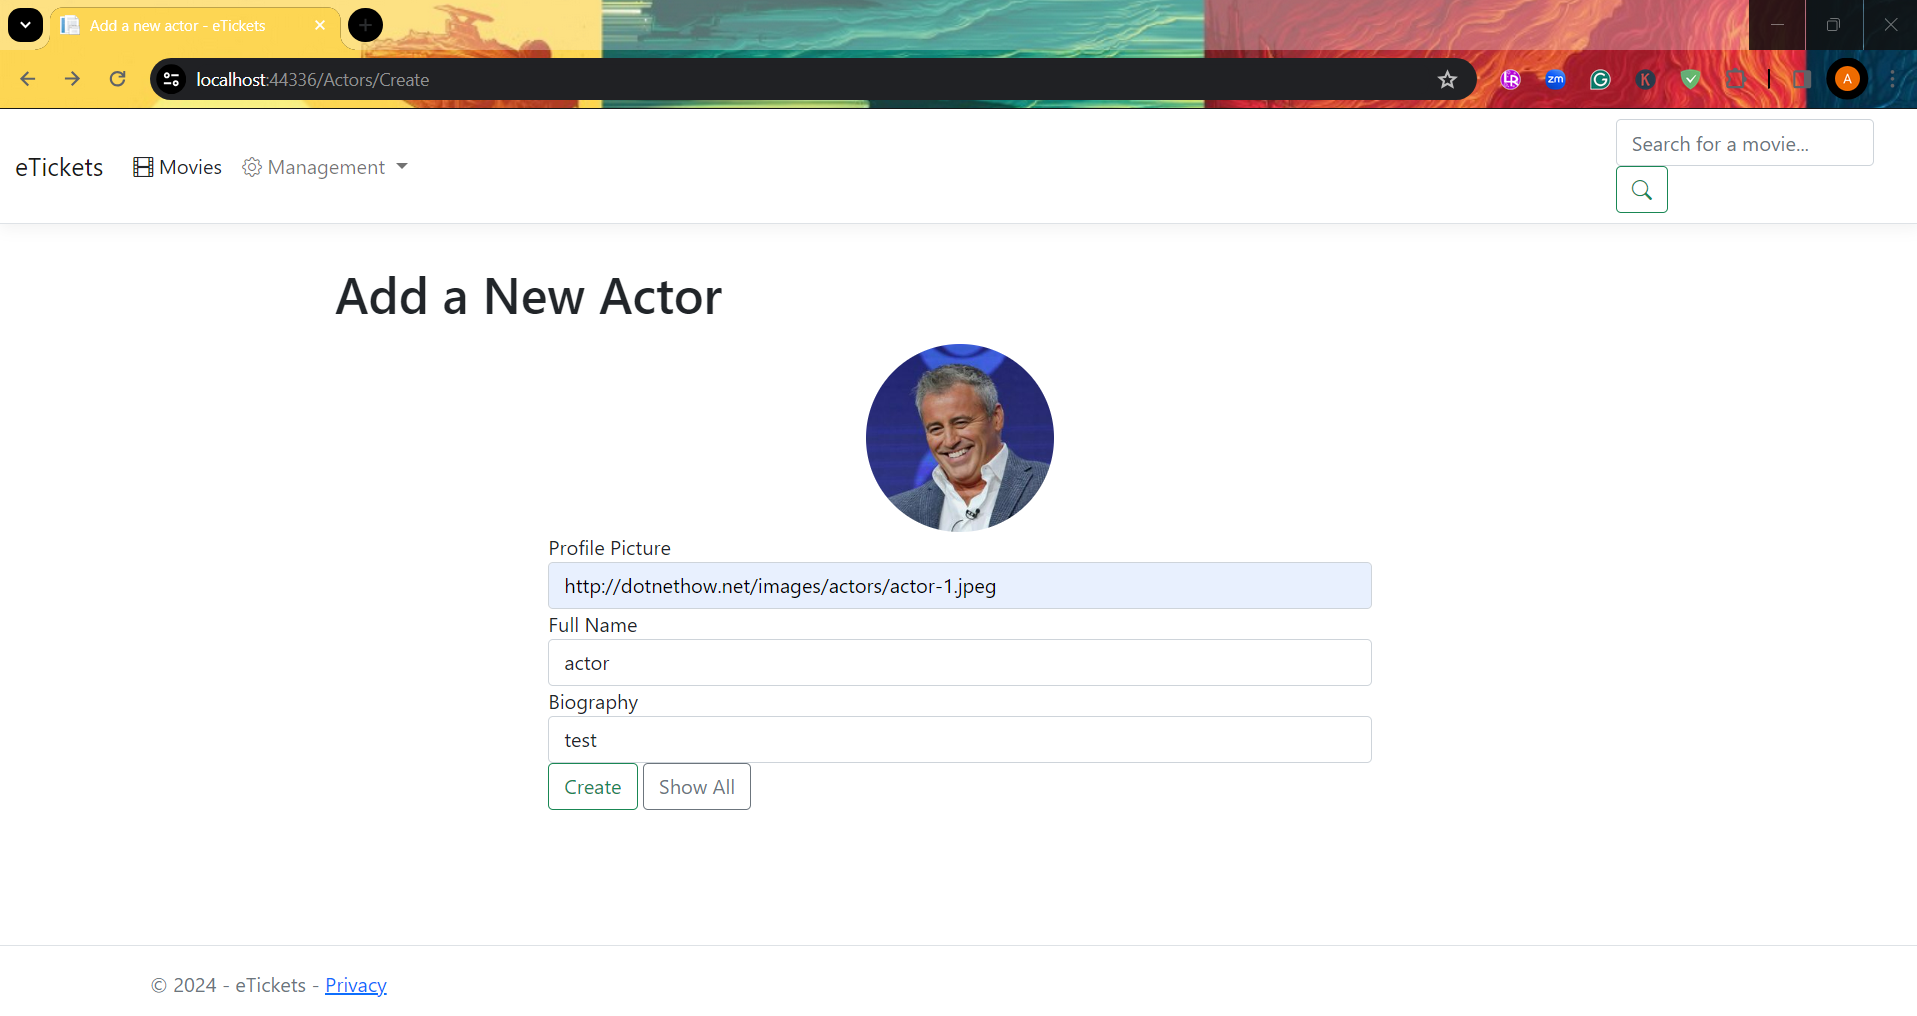 Add a new actor - eTickets
localhost:44336/Actors/Create
LR
zm
G
K
A
eTickets
Movies
Management
Search for a movie...
Add a New Actor
Profile Picture
http://dotnethow.net/images/actors/actor-1.jpeg
Full Name
actor
Biography
test
Create
Show All
© 2024 - eTickets - Privacy